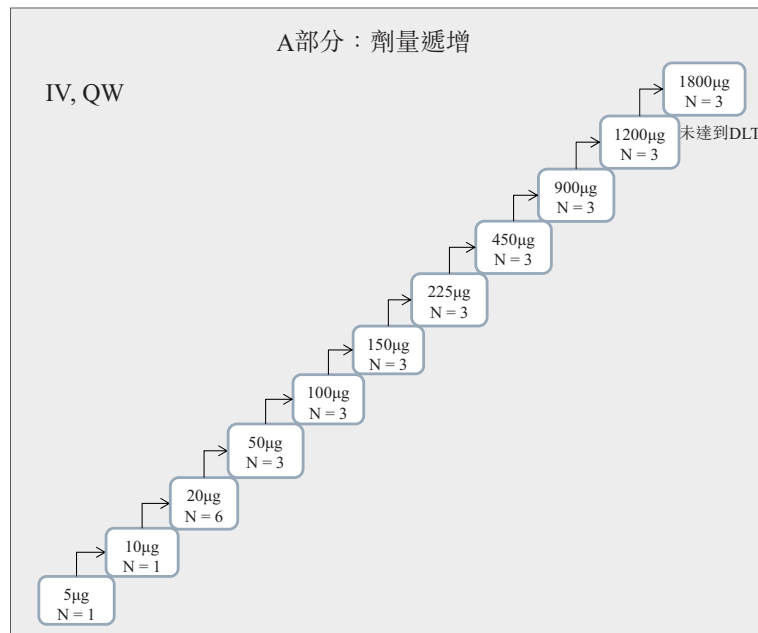 A部分：劑量遞增
IV, QW
1800μg
N = 3
未達到DLT
1200μg
N = 3
900μg
N = 3
450μg
N = 3
225μg
N = 3
150μg
N = 3
100μg
N = 3
50μg
N = 3
20μg
N = 6
10μg
N = 1
5μg
N = 1